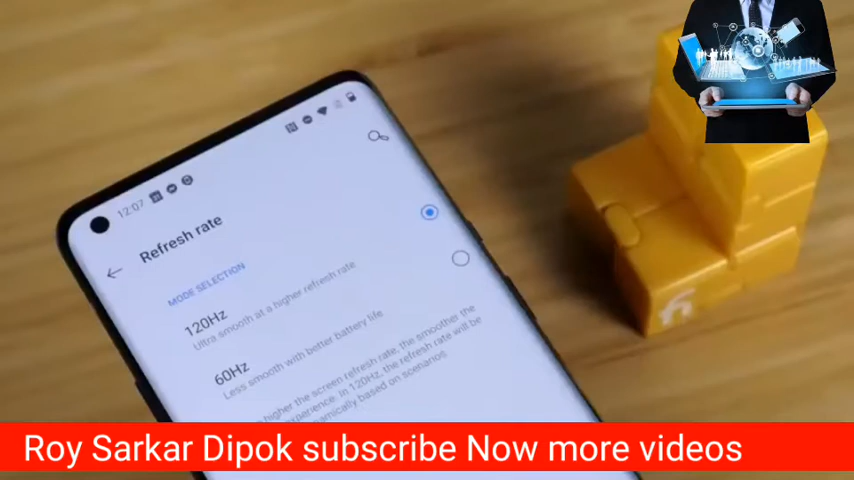 12:07
Refresh rate
MODE SELECTION
120Hz
Ultra smooth at a higher refresh rate
60Hz
Less smooth with better battery life
higher the screen refresh rate, the smoother the
experience. In 120Hz, the refresh rate will be
dynamically based on scenarios
fi
Roy Sarkar Dipok subscribe Now more videos